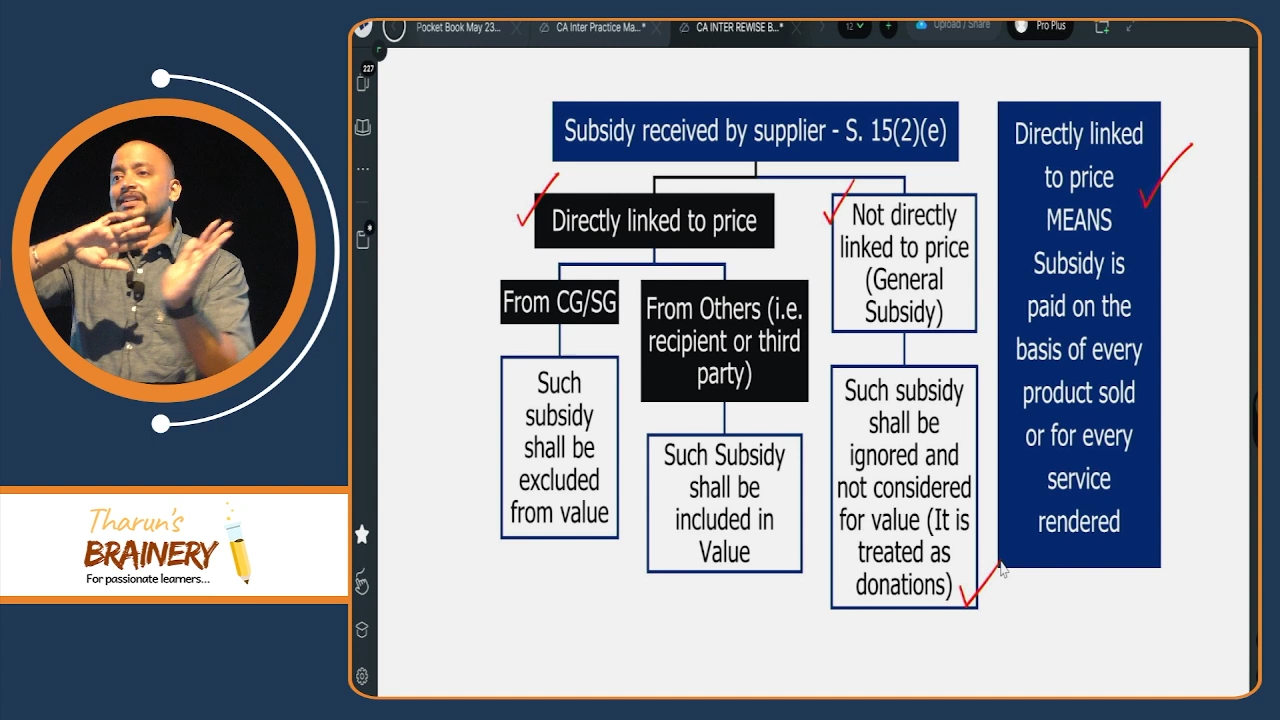 Pocket Book May 23...
CA Inter Practice Ma...*
CA INTER REWISE B...*
12
Upload / Share
Pro Plus
227
Subsidy received by supplier - S. 15(2)(e)
Directly linked to price
Not directly
linked to price
(General
Subsidy)
From CG/SG
From Others (i.e.
recipient or third
party)
Such
subsidy
shall be
excluded
from value
Such Subsidy
shall be
included in
Value
Such subsidy
shall be
ignored and
not considered
for value (It is
treated as
donations)
Directly linked
to price
MEANS
Subsidy is
paid on the
basis of every
product sold
or for every
service
rendered
Tharun's
BRAINERY
For passionate learners...